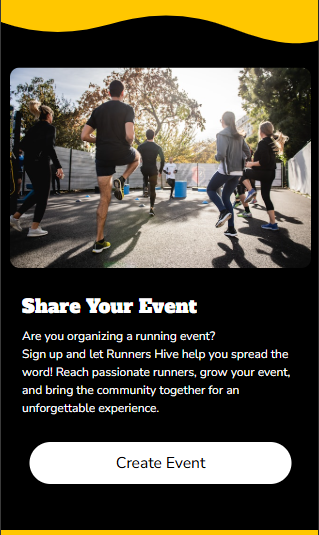 Share Your Event
Are you organizing a running event?
Sign up and let Runners Hive help you spread the
word! Reach passionate runners, grow your event,
and bring the community together for an
unforgettable experience.
Create Event